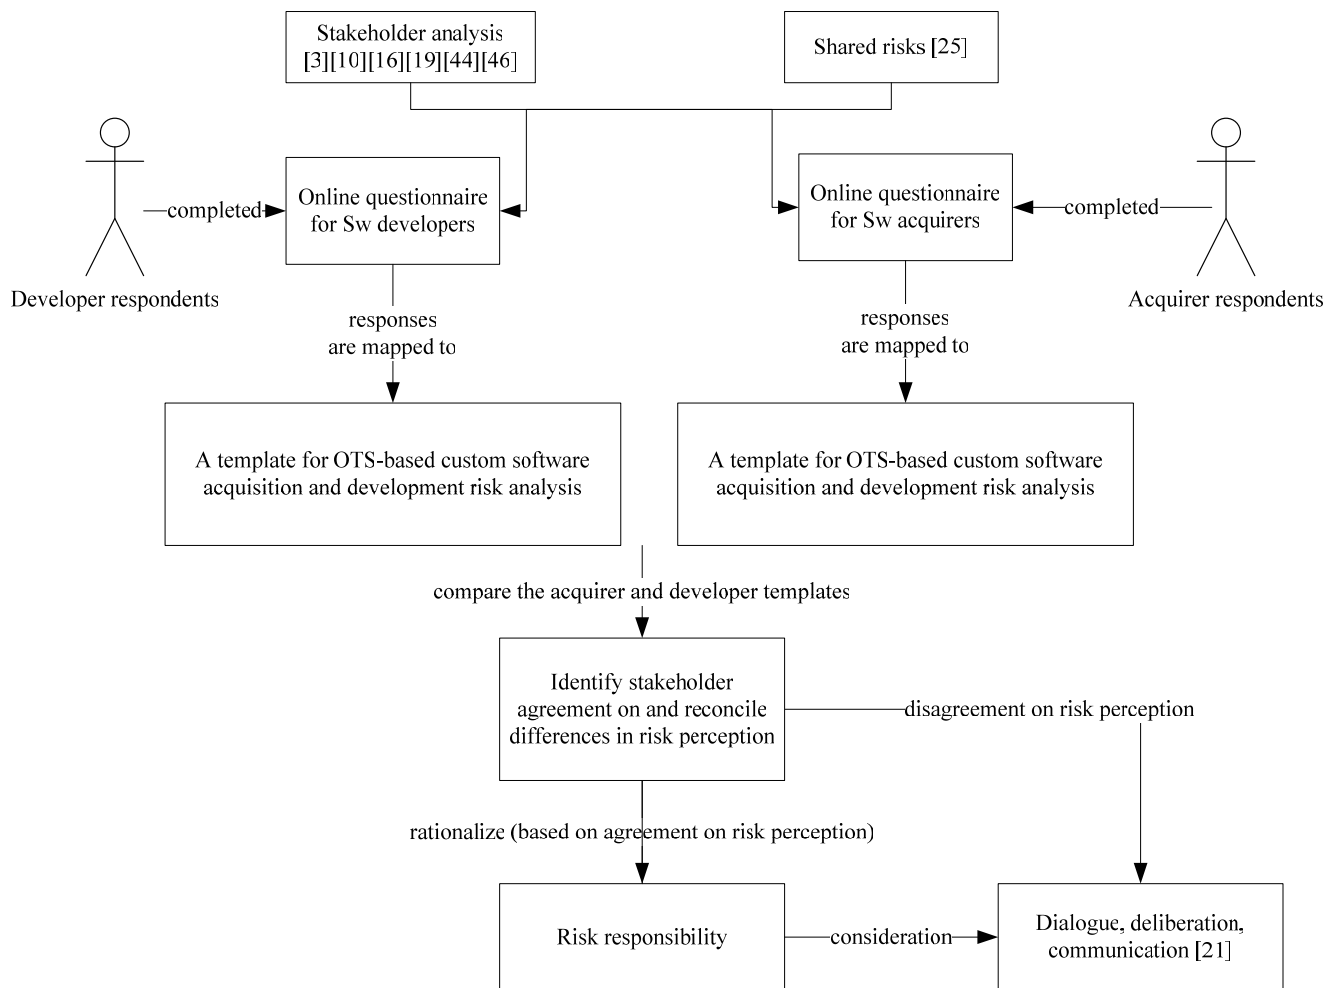 Stakeholder analysis
[3][10][16][19][44][46]
Shared risks [25]
Online questionnaire
for Sw developers
Online questionnaire
for Sw acquirers
completed
completed
Developer respondents
Acquirer respondents
responses
are mapped to
responses
are mapped to
A template for OTS-based custom software
acquisition and development risk analysis
A template for OTS-based custom software
acquisition and development risk analysis
compare the acquirer and developer templates
Identify stakeholder
agreement on and reconcile
differences in risk perception
disagreement on risk perception
rationalize (based on agreement on risk perception)
Risk responsibility
consideration
Dialogue, deliberation,
communication [21]